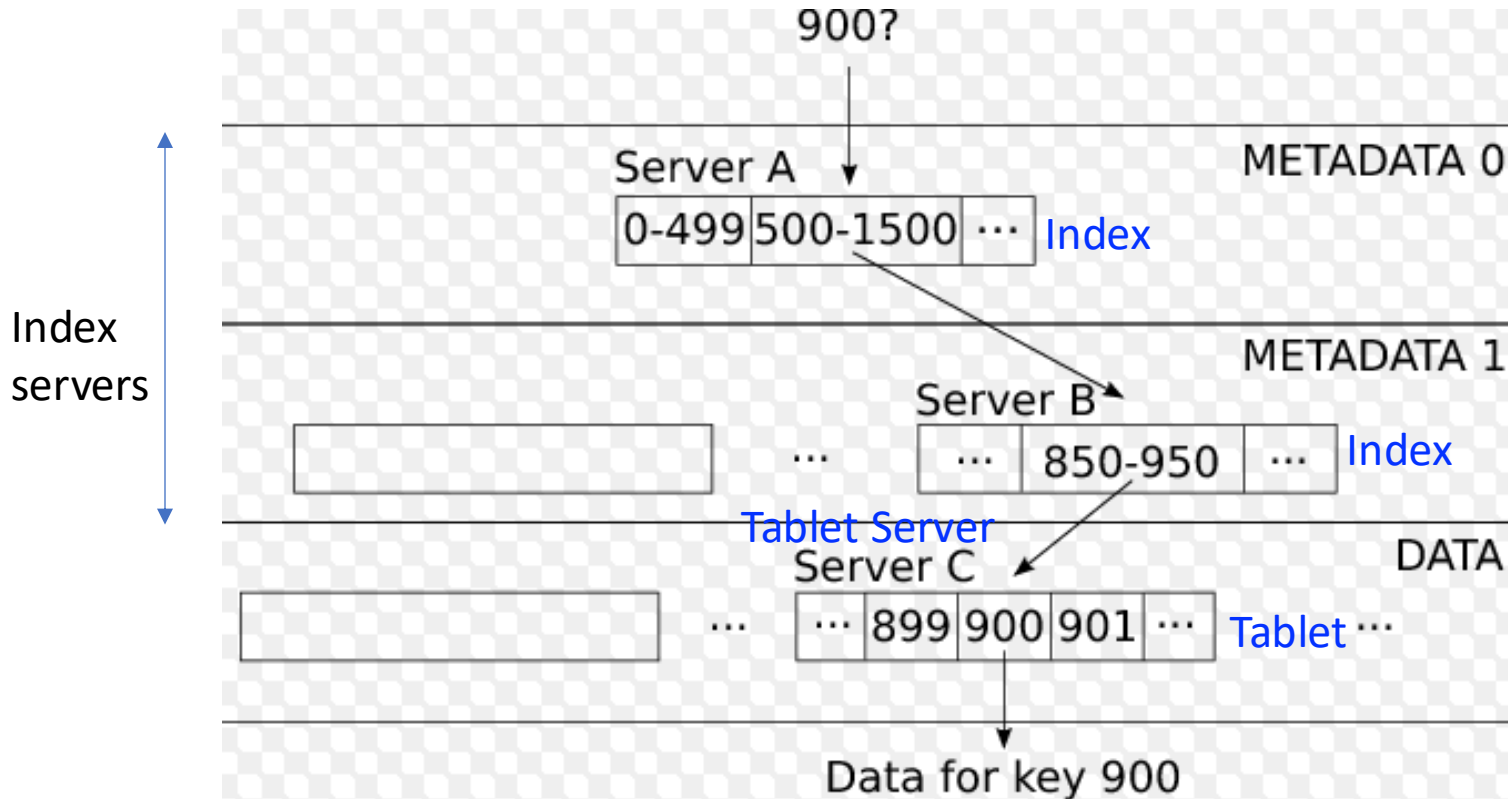 900?
METADATA 0
Server A
0-499 500-1500 ... Index
Index
servers
METADATA 1
Server B
... ... 850-950 ... Index
Tablet Server
DATA
Server C
... ... 899 900 901 ... Tablet ...
Data for key 900